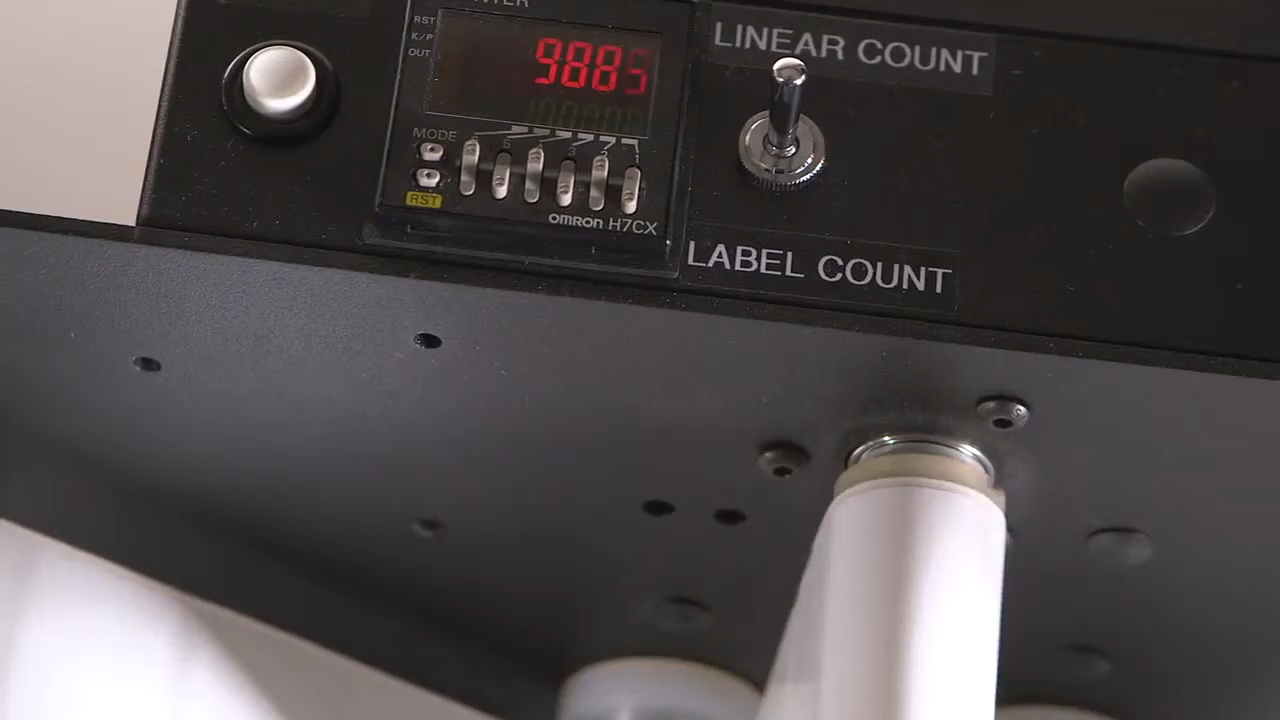 RST
K/P
OUT
9885
MODE
RST
OMRON H7CX
LINEAR COUNT
LABEL COUNT